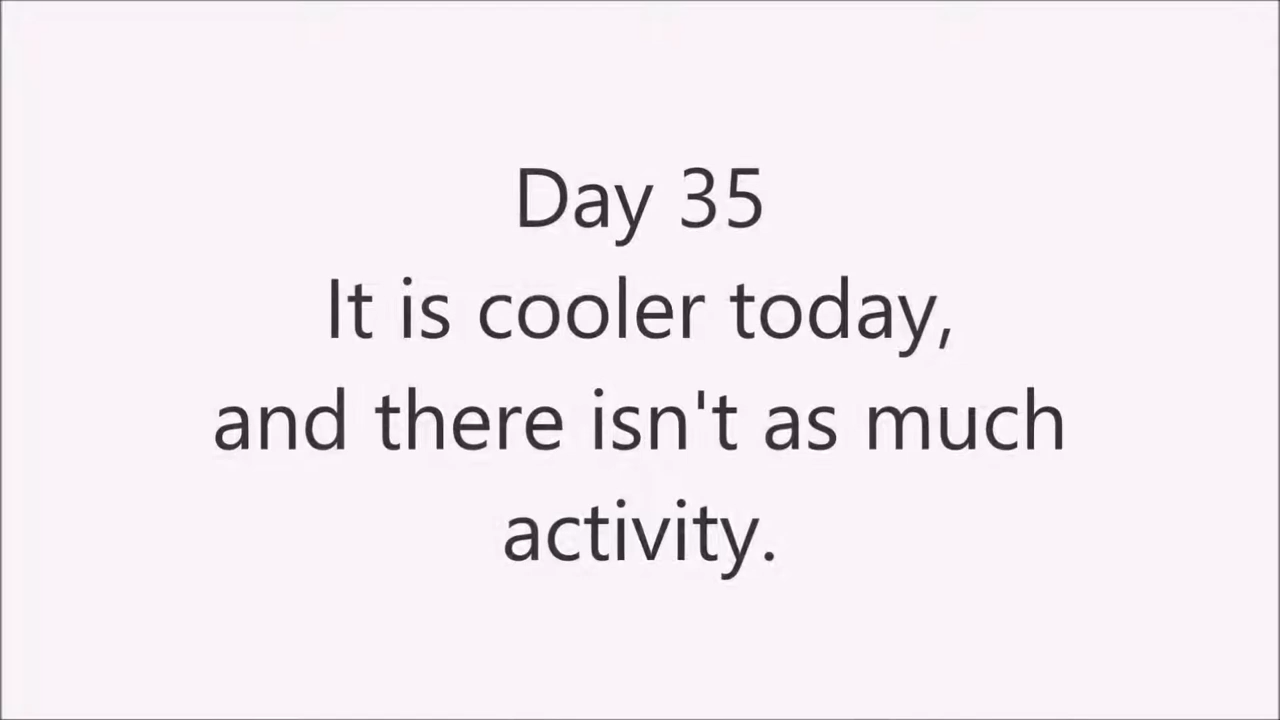 Day 35
It is cooler today,
and there isn't as much
activity.